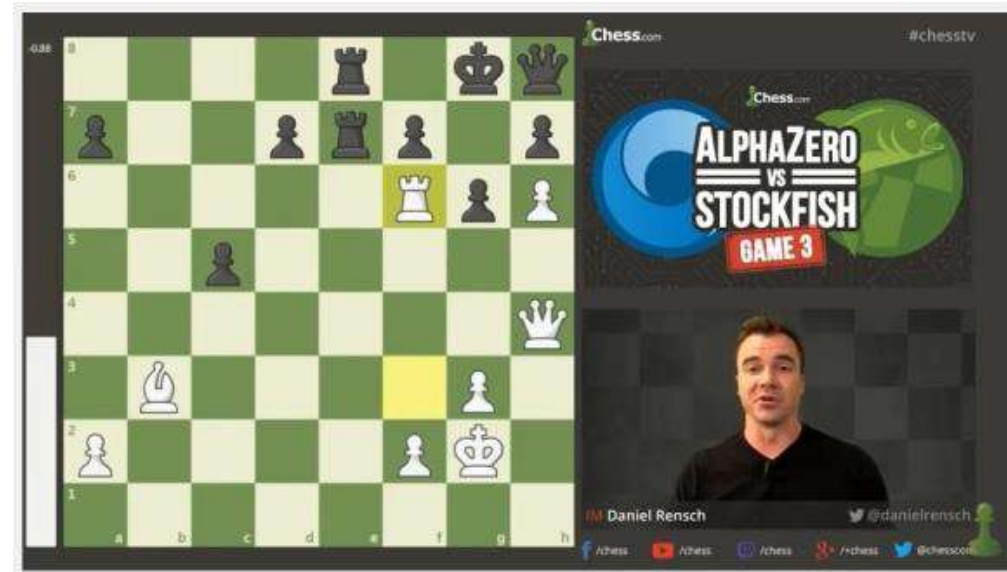 -0.88
8
7
6
5
4
3
2
1
a b c d e f g h
Chess.com
#chesstv
Chess.com
ALPHAZERO
VS
STOCKFISH
GAME 3
IM Daniel Rensch
@danielrensch
/chess
/chess
/chess
/+chess
@chesscom